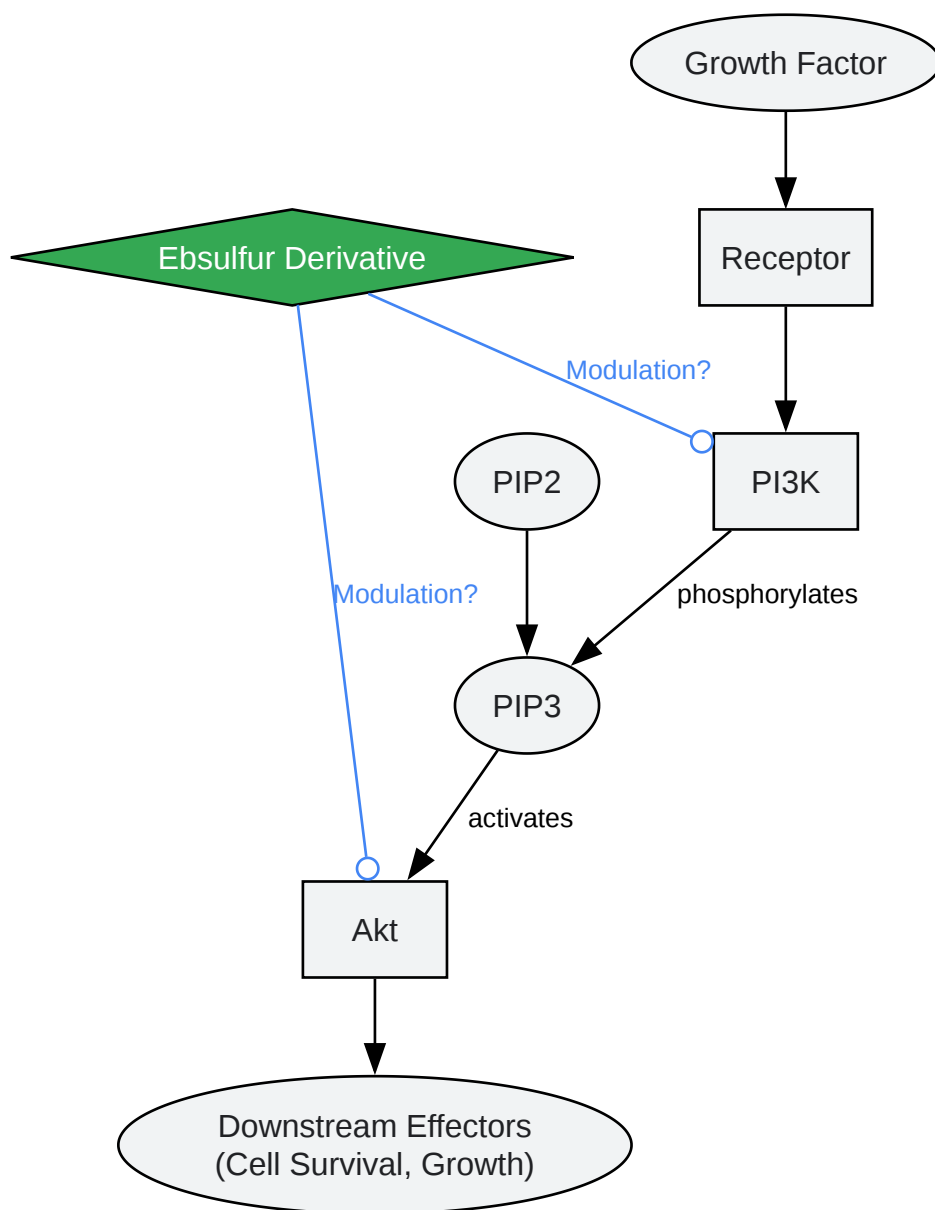 Growth Factor
Ebsulfur Derivative
Receptor
Modulation?
PIP2
PI3K
Modulation?
phosphorylates
PIP3
activates
Akt
Downstream Effectors
(Cell Survival, Growth)